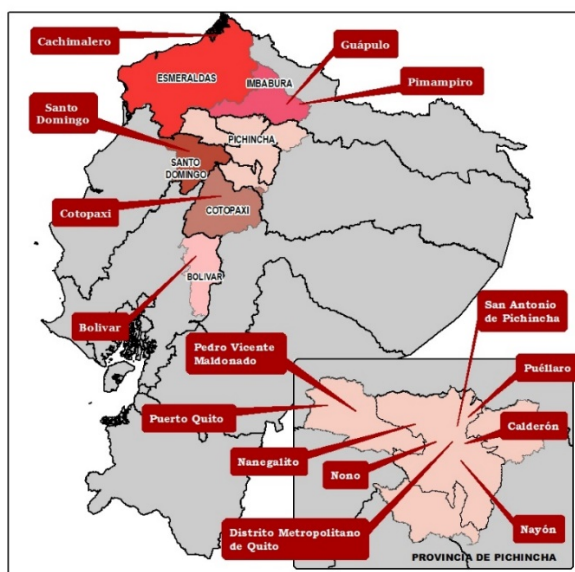 Cachimalero
Guápulo
ESMERALDAS
IMBABURA
Pimampiro
Santo
Domingo
PICHINCHA
SANTO
DOMINGO
Cotopaxi
COTOPAXI
BOLIVAR
Bolivar
San Antonio
de Pichincha
Pedro Vicente
Maldonado
Puéllaro
Puerto Quito
Calderón
Nanegalito
Nono
Nayón
Distrito Metropolitano
de Quito
PROVINCIA DE PICHINCHA